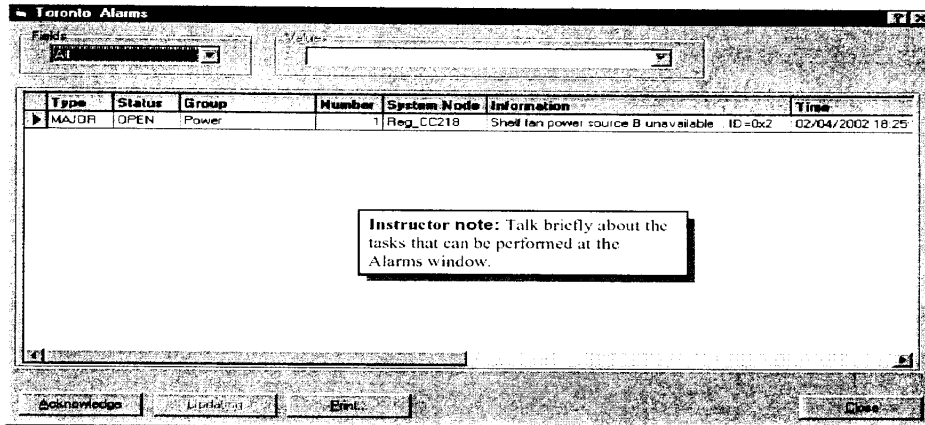 Toronto Alarms
Fields Values
All
Type Status Group Number System Node Information Time
MAJOR OPEN Power 1 Reg_CC218 Shelf fan power source B unavailable : ID=0x2 02/04/2002 18:25
Instructor note: Talk briefly about the
tasks that can be performed at the
Alarms window.
Acknowledge Print... Close